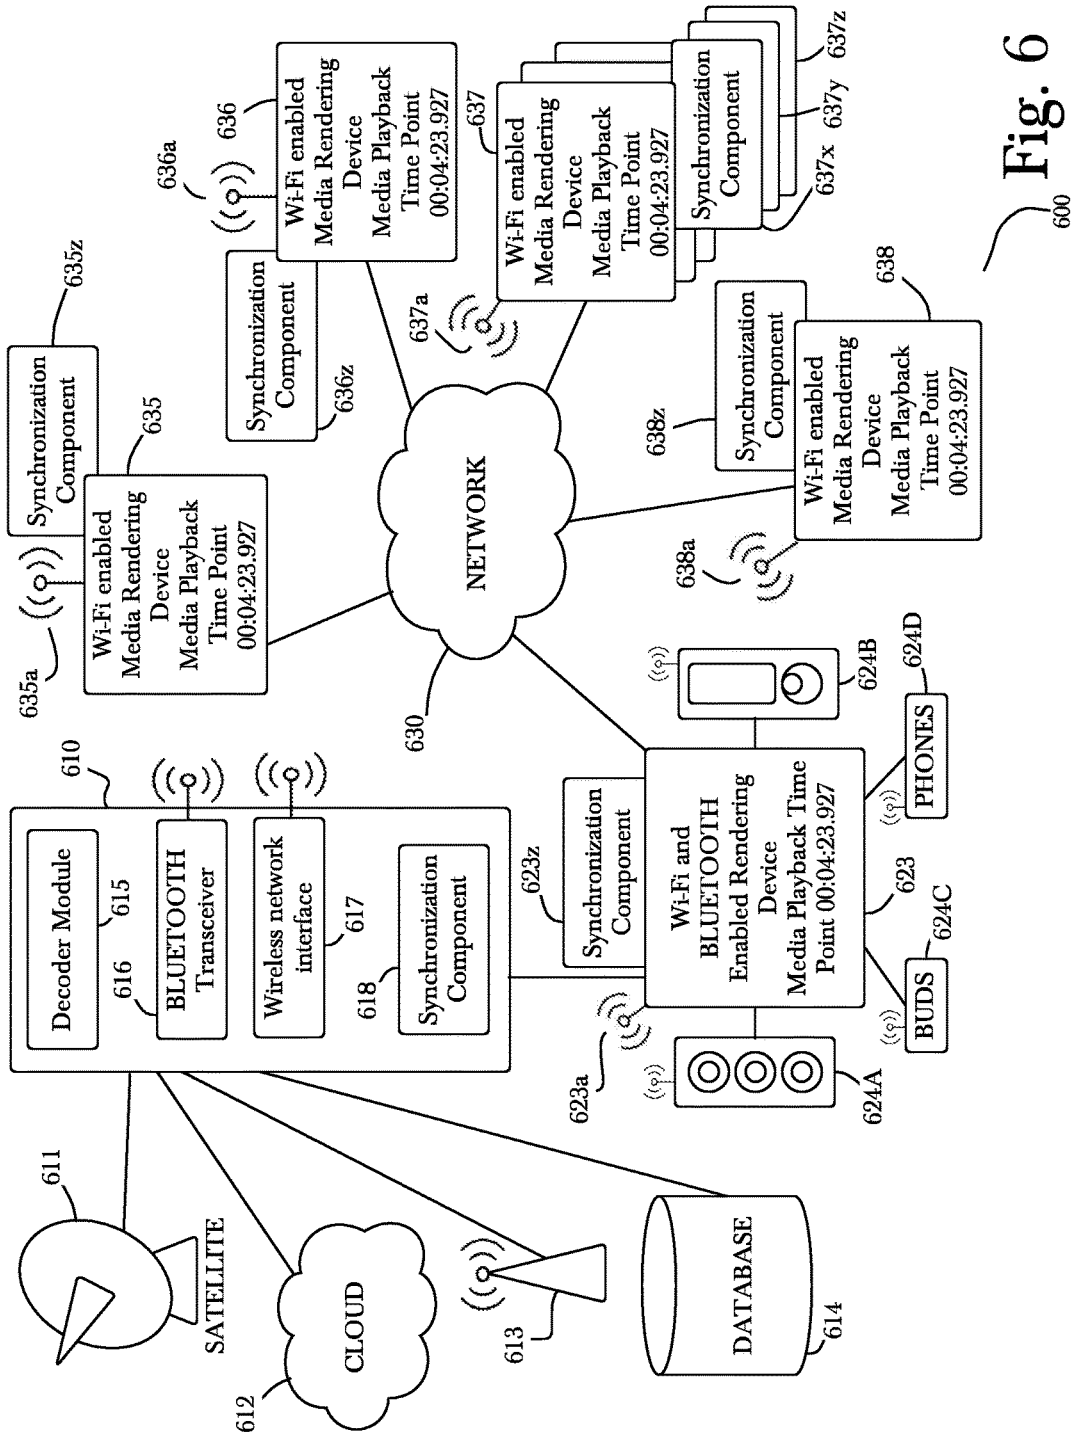 611
SATELLITE
612
CLOUD
613
DATABASE
614
610
Decoder Module
615
616
BLUETOOTH
Transceiver
Wireless network
interface
617
618
Synchronization
Component
623z
Synchronization
Component
623a
Wi-Fi and
BLUETOOTH
Enabled Rendering
Device
Media Playback Time
Point 00:04:23.927
623
624A
624B
BUDS
624C
PHONES
624D
630
NETWORK
635a
Wi-Fi enabled
Media Rendering
Device
Media Playback
Time Point
00:04:23.927
635
Synchronization
Component
635z
636a
636
Wi-Fi enabled
Media Rendering
Device
Media Playback
Time Point
00:04:23.927
Synchronization
Component
636z
637a
637
Wi-Fi enabled
Media Rendering
Device
Media Playback
Time Point
00:04:23.927
Synchronization
Component
637x
637y
637z
638a
Wi-Fi enabled
Media Rendering
Device
Media Playback
Time Point
00:04:23.927
638
Synchronization
Component
638z
600
Fig. 6